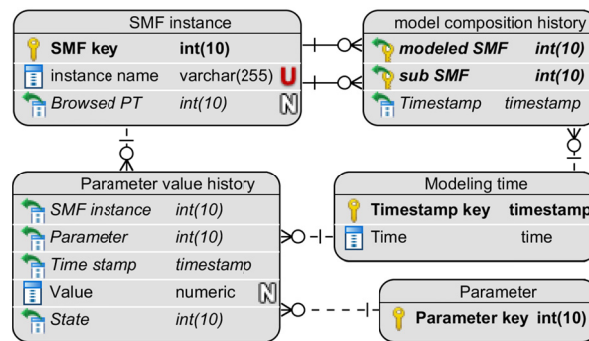 SMF instance
SMF key int(10)
instance name varchar(255) U
Browsed PT int(10) N
model composition history
modeled SMF int(10)
sub SMF int(10)
Timestamp timestamp
Parameter value history
SMF instance int(10)
Parameter int(10)
Time stamp timestamp
Value numeric N
State int(10)
Modeling time
Timestamp key timestamp
Time time
Parameter
Parameter key int(10)